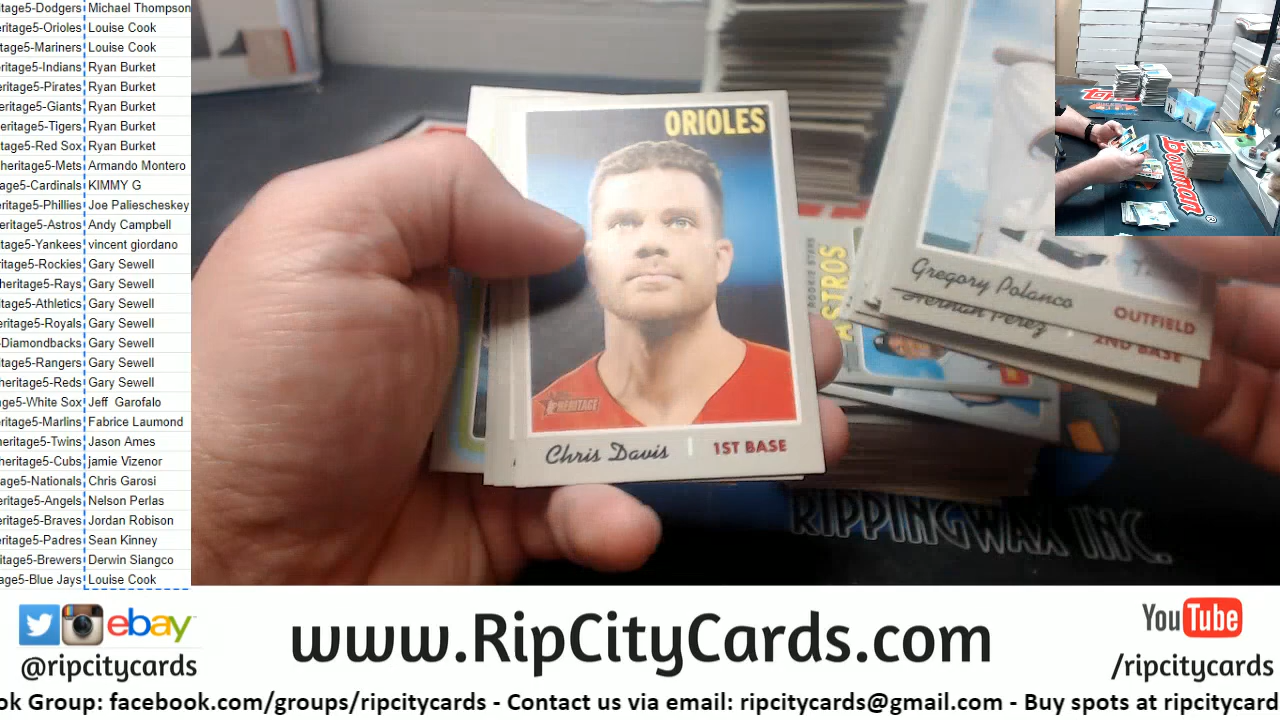 itage5-Dodgers Michael Thompson
eritage5-Orioles Louise Cook
tage5-Mariners Louise Cook
eritage5-Indians Ryan Burket
eritage5-Pirates Ryan Burket
eritage5-Giants Ryan Burket
eritage5-Tigers Ryan Burket
itage5-Red Sox Ryan Burket
heritage5-Mets Armando Montero
age5-Cardinals KIMMY G
itage5-Phillies Joe Paliescheskey
eritage5-Astros Andy Campbell
itage5-Yankees vincent giordano
ritage5-Rockies Gary Sewell
heritage5-Rays Gary Sewell
itage5-Athletics Gary Sewell
eritage5-Royals Gary Sewell
-Diamondbacks Gary Sewell
itage5-Rangers Gary Sewell
heritage5-Reds Gary Sewell
age5-White Sox Jeff Garofalo
itage5-Marlins Fabrice Laumond
eritage5-Twins Jason Ames
heritage5-Cubs jamie Vizenor
age5-Nationals Chris Garosi
eritage5-Angels Nelson Perlas
eritage5-Braves Jordan Robison
eritage5-Padres Sean Kinney
itage5-Brewers Derwin Siangco
tage5-Blue Jays Louise Cook
ORIOLES
HERITAGE
Chris Davis 1ST BASE
ROOKIE STARS
ASTROS
Gregory Polanco OUTFIELD
Hernan Perez 2ND BASE
RIPPINGWAX INC.
topps
Bowman
ebay
@ripcitycards
www.RipCityCards.com
YouTube
/ripcitycards
ok Group: facebook.com/groups/ripcitycards - Contact us via email: ripcitycards@gmail.com - Buy spots at ripcitycard